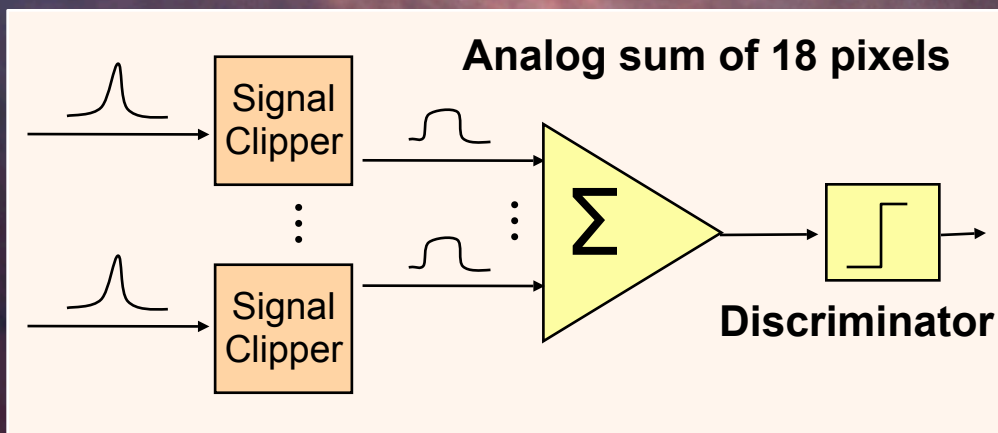 Analog sum of 18 pixels
Signal
Clipper
Σ
Signal
Clipper
Discriminator